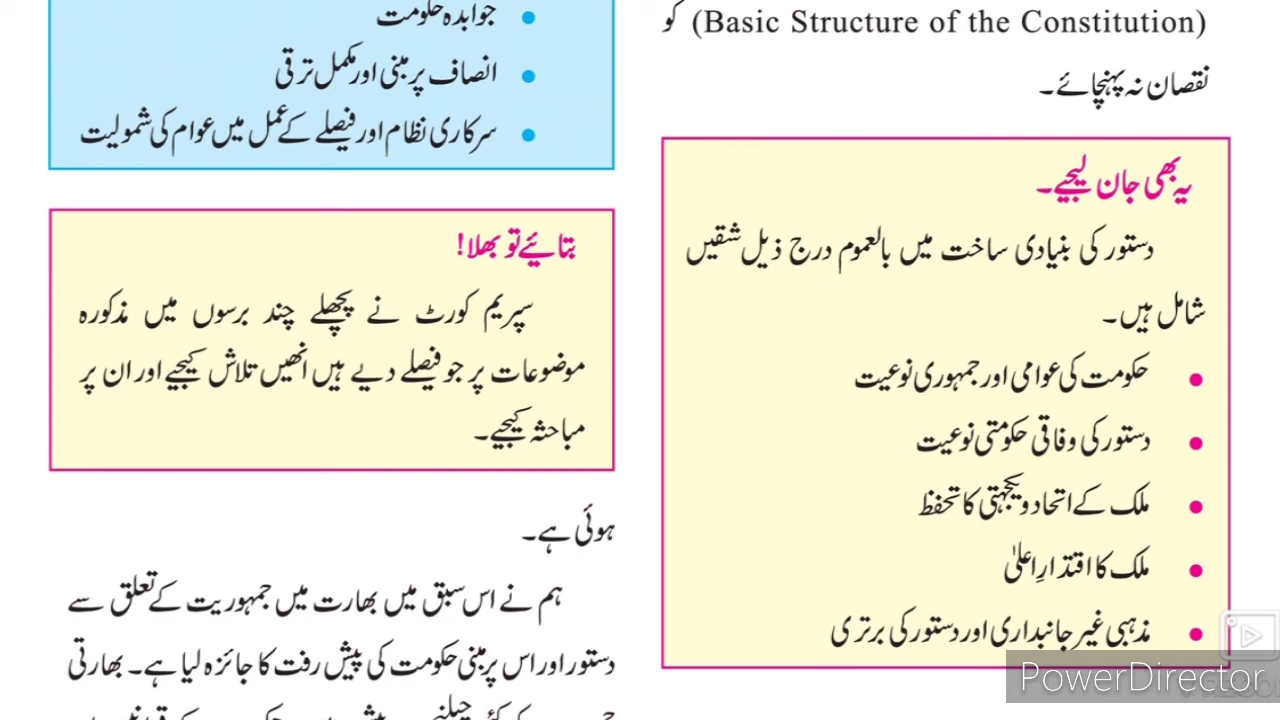 (Basic Structure of the Constitution) کو
نقصان نہ پہنچائے۔
یہ بھی جان لیجیے۔
دستور کی بنیادی ساخت میں بالعموم درج ذیل شقیں
شامل ہیں۔
• حکومت کی عوامی اور جمہوری نوعیت
• دستور کی وفاقی حکومتی نوعیت
• ملک کے اتحاد و یکجہتی کا تحفظ
• ملک کا اقتدارِ اعلیٰ
• مذہبی غیر جانبداری اور دستور کی برتری
• جوابدہ حکومت
• انصاف پر مبنی اور مکمل ترقی
• سرکاری نظام اور فیصلے کے عمل میں عوام کی شمولیت
بتائیے تو بھلا!
سپریم کورٹ نے پچھلے چند برسوں میں مذکورہ
موضوعات پر جو فیصلے دیے ہیں انھیں تلاش کیجیے اور ان پر
مباحثہ کیجیے۔
ہوئی ہے۔
ہم نے اس سبق میں بھارت میں جمہوریت کے تعلق سے
دستور اور اس پر مبنی حکومت کی پیش رفت کا جائزہ لیا ہے۔ بھارتی
PowerDirector